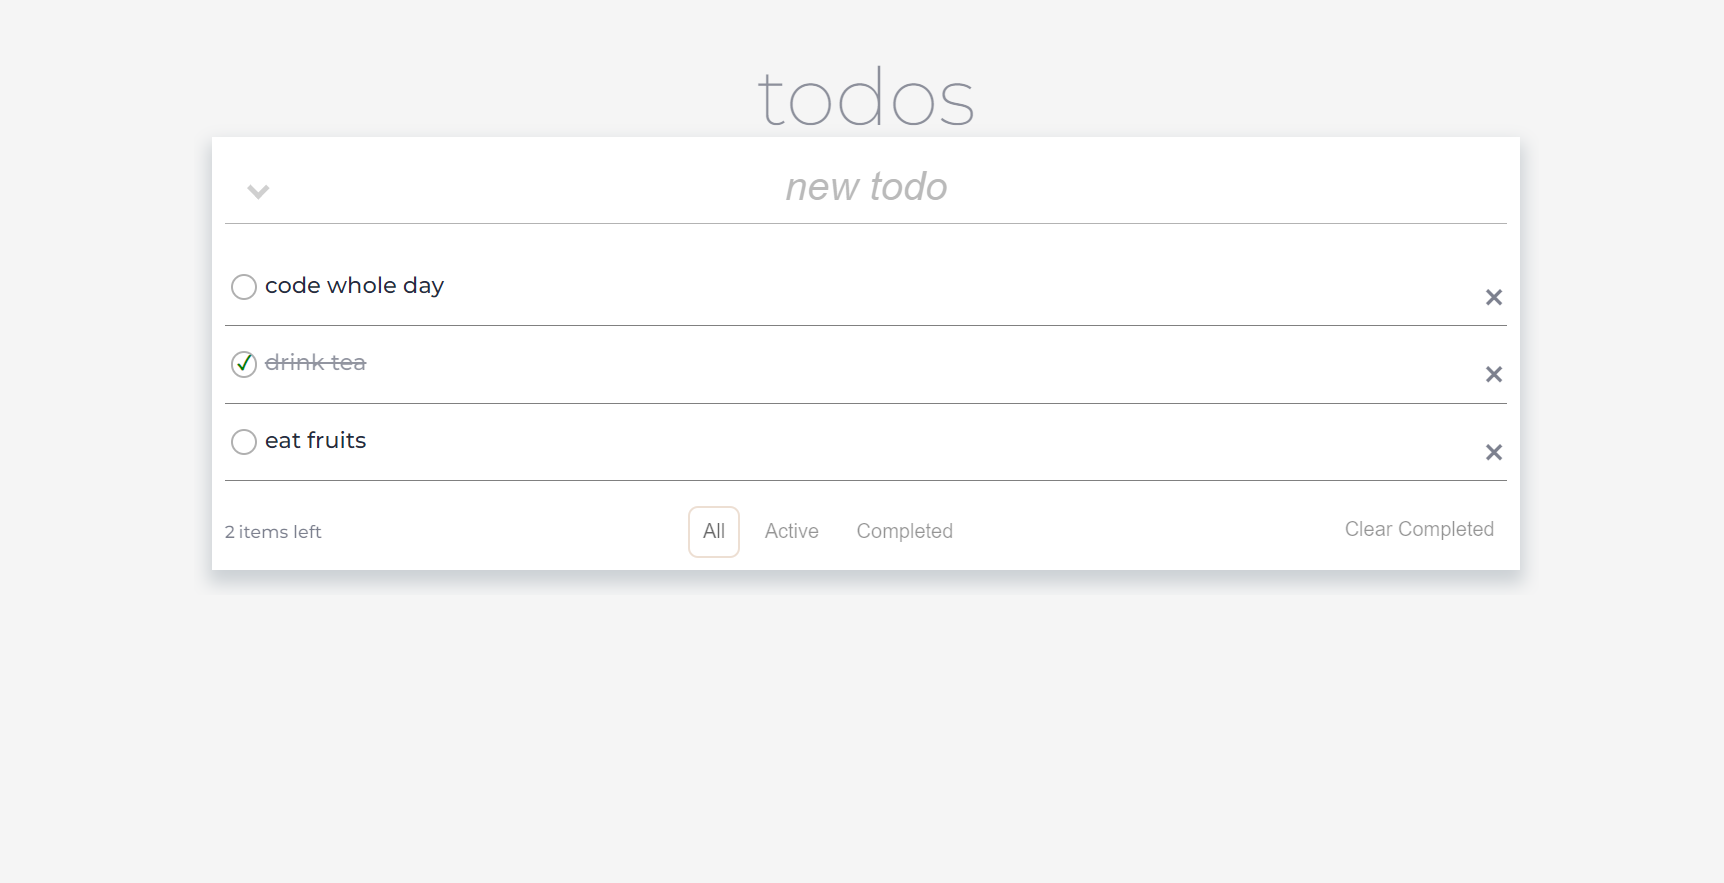 todos
new todo
code whole day
drink tea
eat fruits
2 items left
All
Active
Completed
Clear Completed